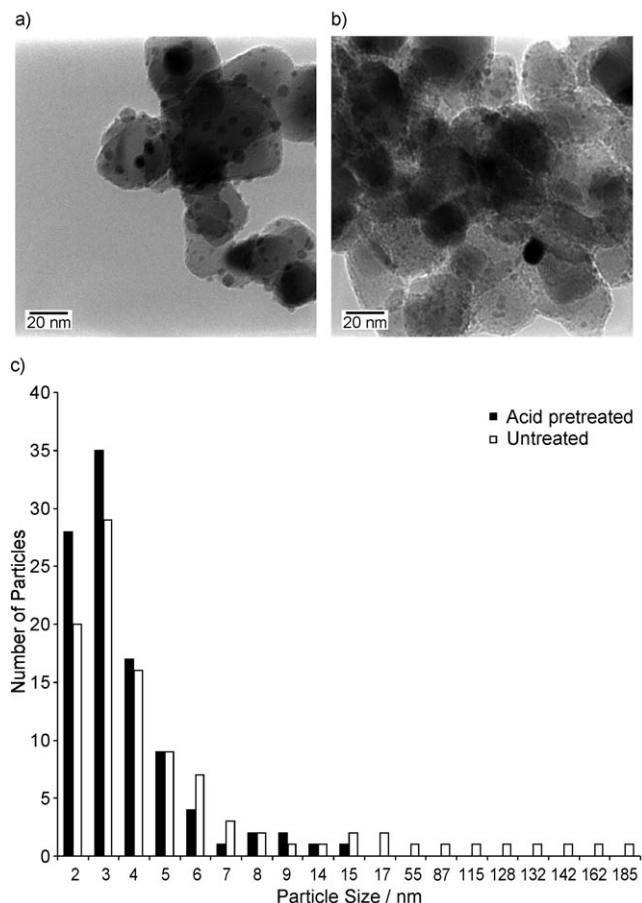 a) b)
20 nm 20 nm
c)
40
35
30
25
20
15
10
5
0
Number of Particles
Acid pretreated
Untreated
2 3 4 5 6 7 8 9 14 15 17 55 87 115 128 132 142 162 185
Particle Size / nm